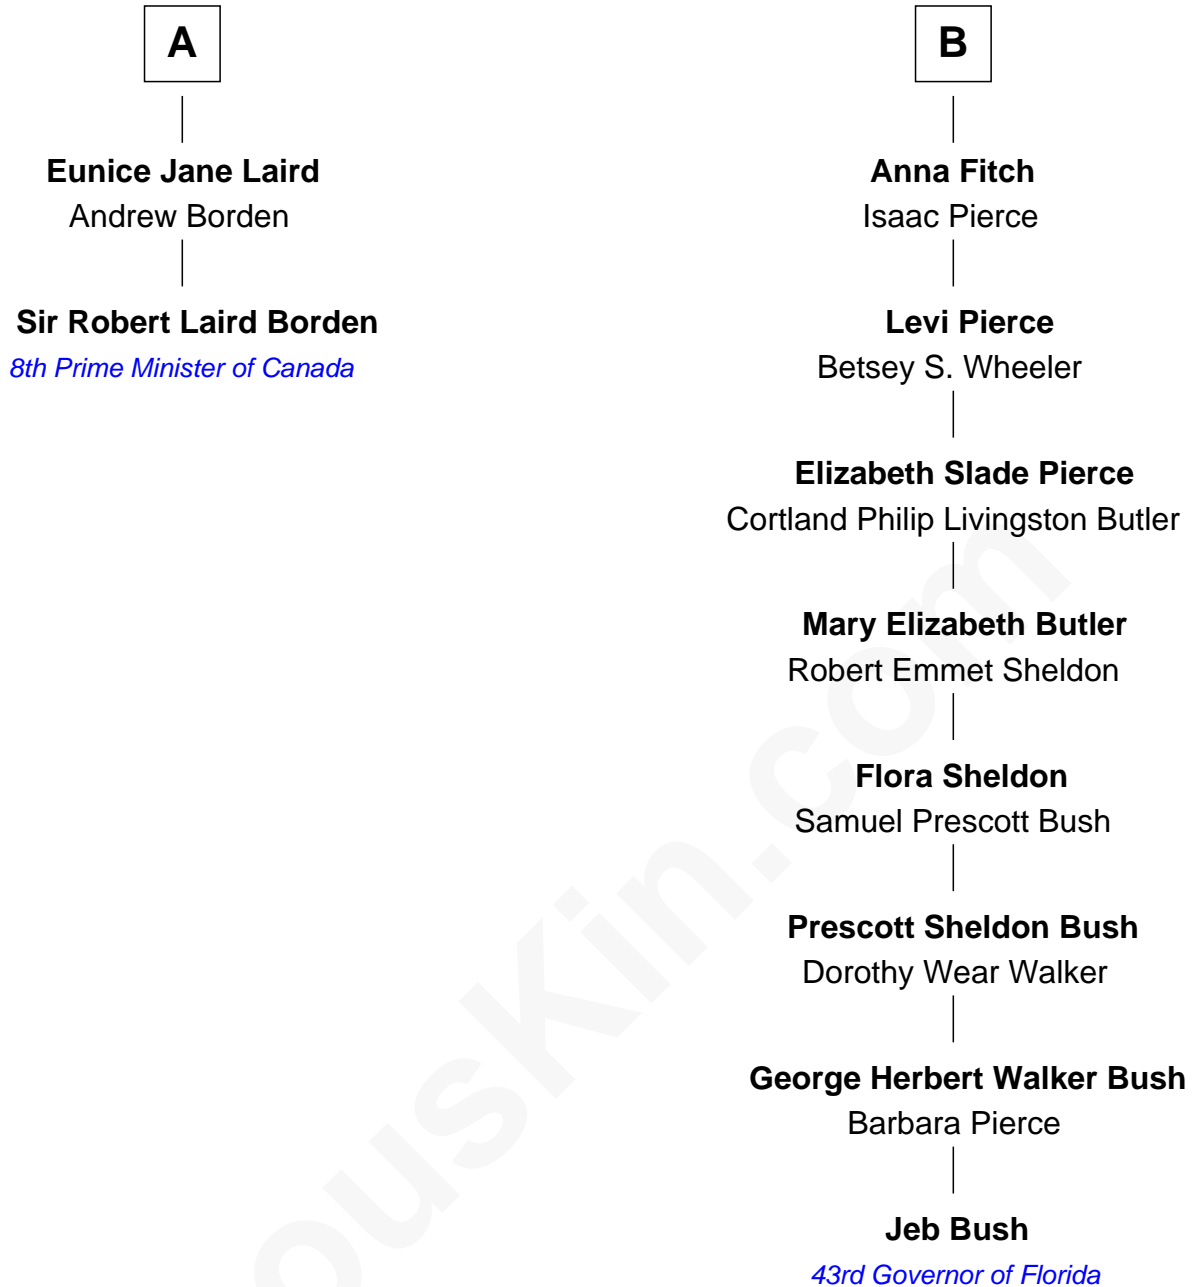 A
Eunice Jane Laird
Andrew Borden
Sir Robert Laird Borden
8th Prime Minister of Canada
B
Anna Fitch
Isaac Pierce
Levi Pierce
Betsey S. Wheeler
Elizabeth Slade Pierce
Cortland Philip Livingston Butler
Mary Elizabeth Butler
Robert Emmet Sheldon
Flora Sheldon
Samuel Prescott Bush
Prescott Sheldon Bush
Dorothy Wear Walker
George Herbert Walker Bush
Barbara Pierce
Jeb Bush
43rd Governor of Florida
ousKin.com